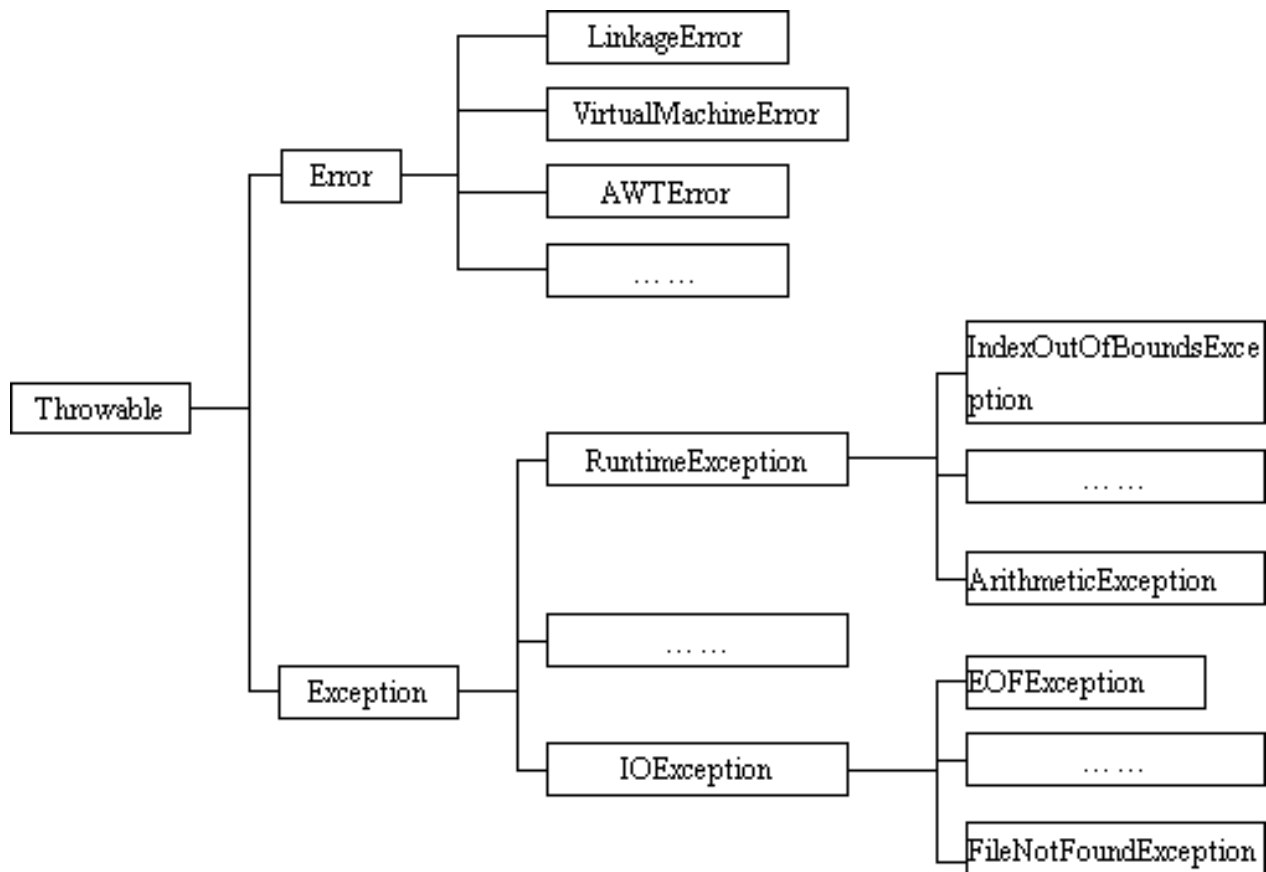 LinkageError
VirtualMachineError
Error
AWTError
... ...
IndexOutOfBoundsExce
ption
Throwable
RuntimeException
... ...
ArithmeticException
... ...
Exception
EOFException
IOException
... ...
FileNotFoundException